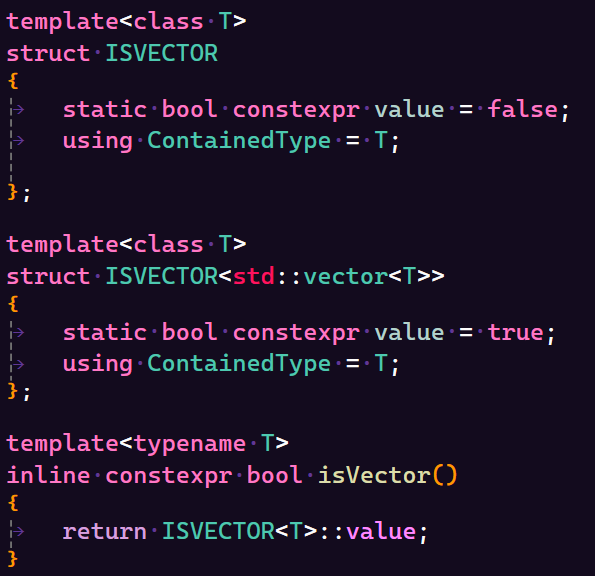 template<class T>
struct ISVECTOR
{
static bool constexpr value = false;
using ContainedType = T;
};
template<class T>
struct ISVECTOR<std::vector<T>>
{
static bool constexpr value = true;
using ContainedType = T;
};
template<typename T>
inline constexpr bool isVector()
{
return ISVECTOR<T>::value;
}